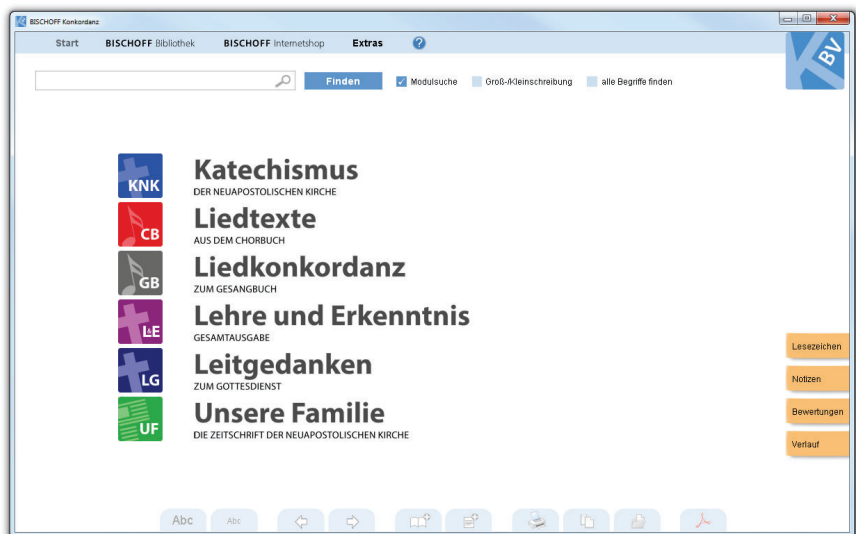 BISCHOFF Konkordanz
Start BISCHOFF Bibliothek BISCHOFF Internetshop Extras ?
KBV
Finden Modulsuche Groß-/Kleinschreibung alle Begriffe finden
KNK Katechismus
DER NEUAPOSTOLISCHEN KIRCHE
CB Liedtexte
AUS DEM CHORBUCH
GB Liedkonkordanz
ZUM GESANGBUCH
L&E Lehre und Erkenntnis
GESAMTAUSGABE
LG Leitgedanken
ZUM GOTTESDIENST
UF Unsere Familie
DIE ZEITSCHRIFT DER NEUAPOSTOLISCHEN KIRCHE
Lesezeichen
Notizen
Bewertungen
Verlauf
Abc Abc